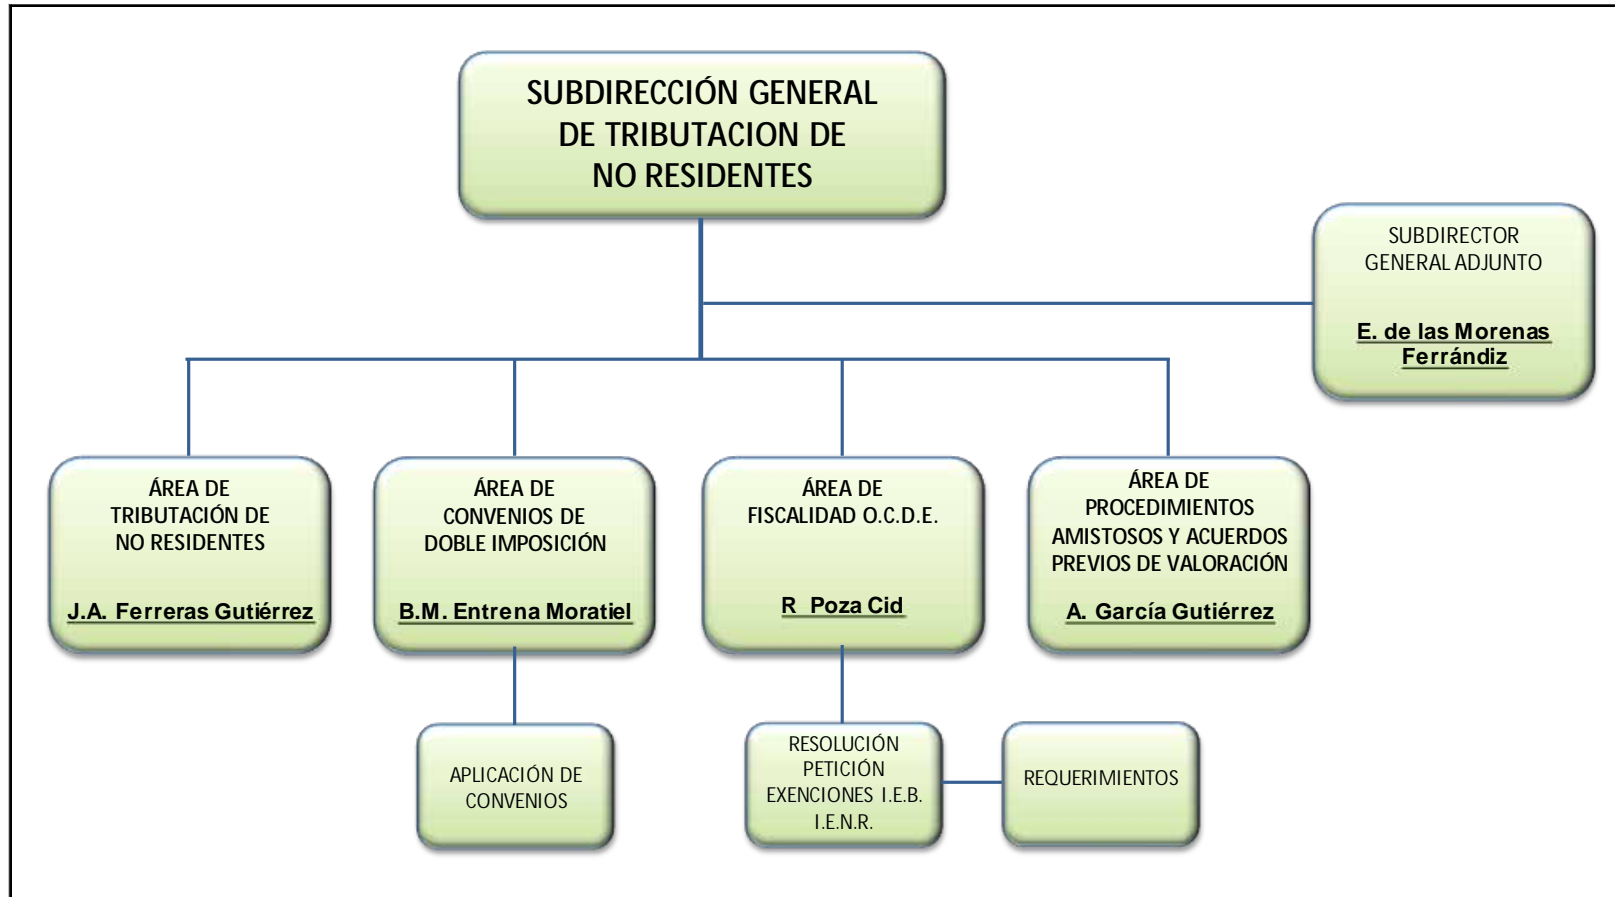 SUBDIRECCIÓN GENERAL
DE TRIBUTACION DE
NO RESIDENTES
SUBDIRECTOR
GENERAL ADJUNTO
E. de las Morenas
Ferrándiz
ÁREA DE
TRIBUTACIÓN DE
NO RESIDENTES
J.A. Ferreras Gutiérrez
ÁREA DE
CONVENIOS DE
DOBLE IMPOSICIÓN
B.M. Entrena Moratiel
ÁREA DE
FISCALIDAD O.C.D.E.
R Poza Cid
ÁREA DE
PROCEDIMIENTOS
AMISTOSOS Y ACUERDOS
PREVIOS DE VALORACIÓN
A. García Gutiérrez
APLICACIÓN DE
CONVENIOS
RESOLUCIÓN
PETICIÓN
EXENCIONES I.E.B.
I.E.N.R.
REQUERIMIENTOS